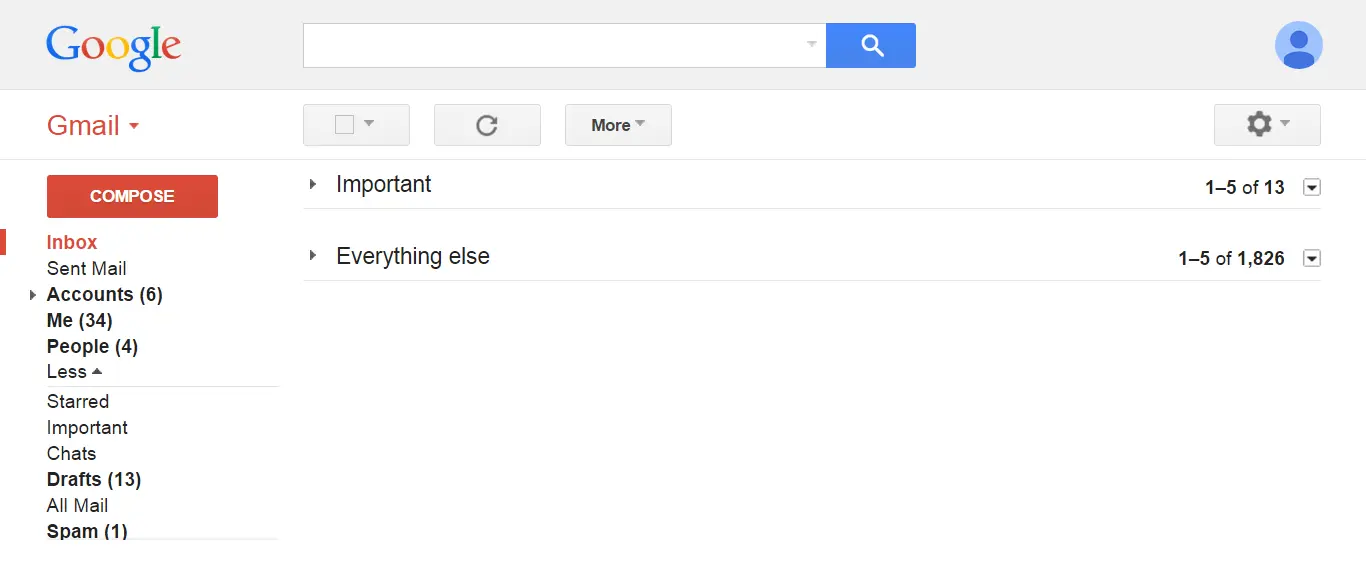 Google
Gmail
More
COMPOSE
Important
1–5 of 13
Inbox
Everything else
1–5 of 1,826
Sent Mail
Accounts (6)
Me (34)
People (4)
Less
Starred
Important
Chats
Drafts (13)
All Mail
Spam (1)